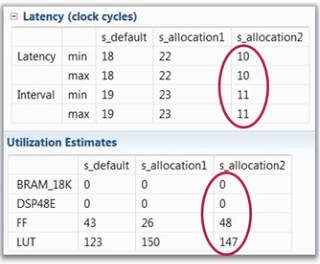 Latency (clock cycles)
s_default s_allocation1 s_allocation2
Latency min 18 22 10
max 18 22 10
Interval min 19 23 11
max 19 23 11
Utilization Estimates
s_default s_allocation1 s_allocation2
BRAM_18K 0 0 0
DSP48E 0 0 0
FF 43 26 48
LUT 123 150 147